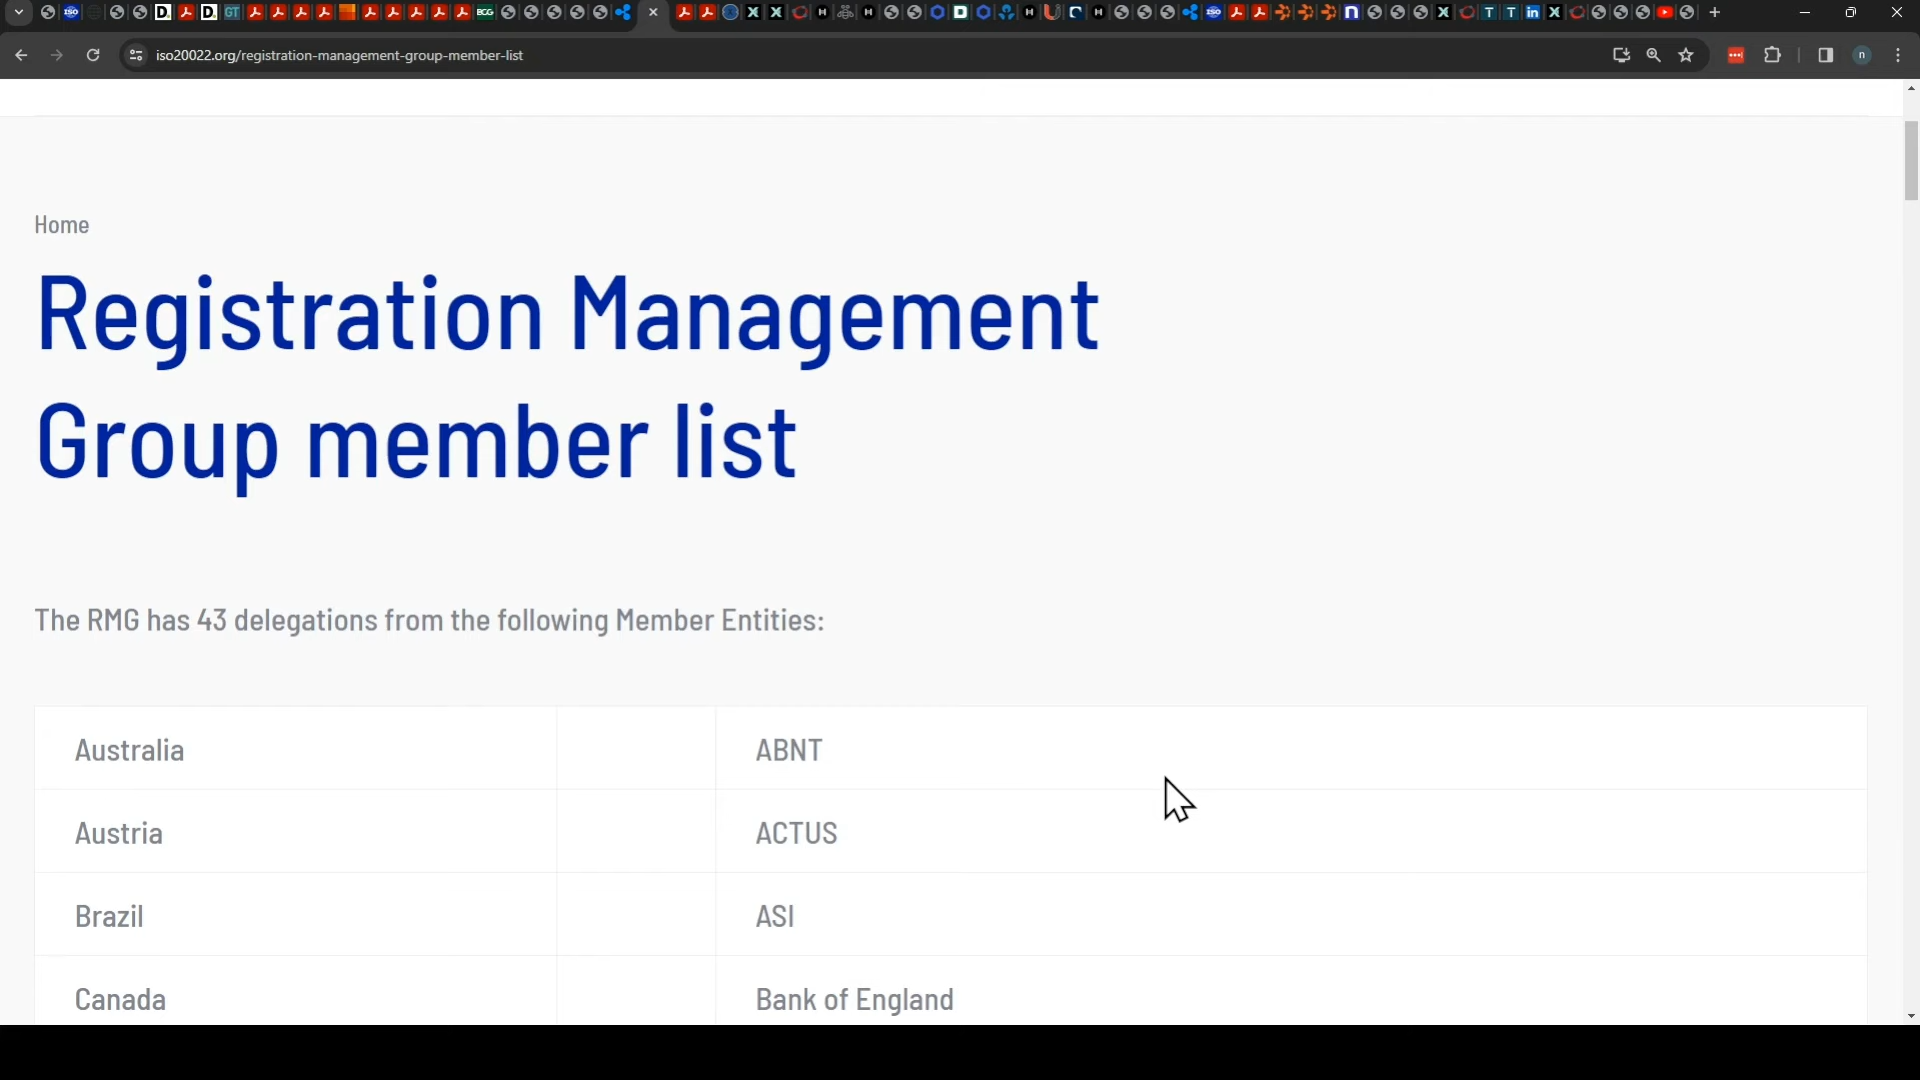 iso20022.org/registration-management-group-member-list
Home
Registration Management
Group member list
The RMG has 43 delegations from the following Member Entities:
Australia ABNT
Austria ACTUS
Brazil ASI
Canada Bank of England